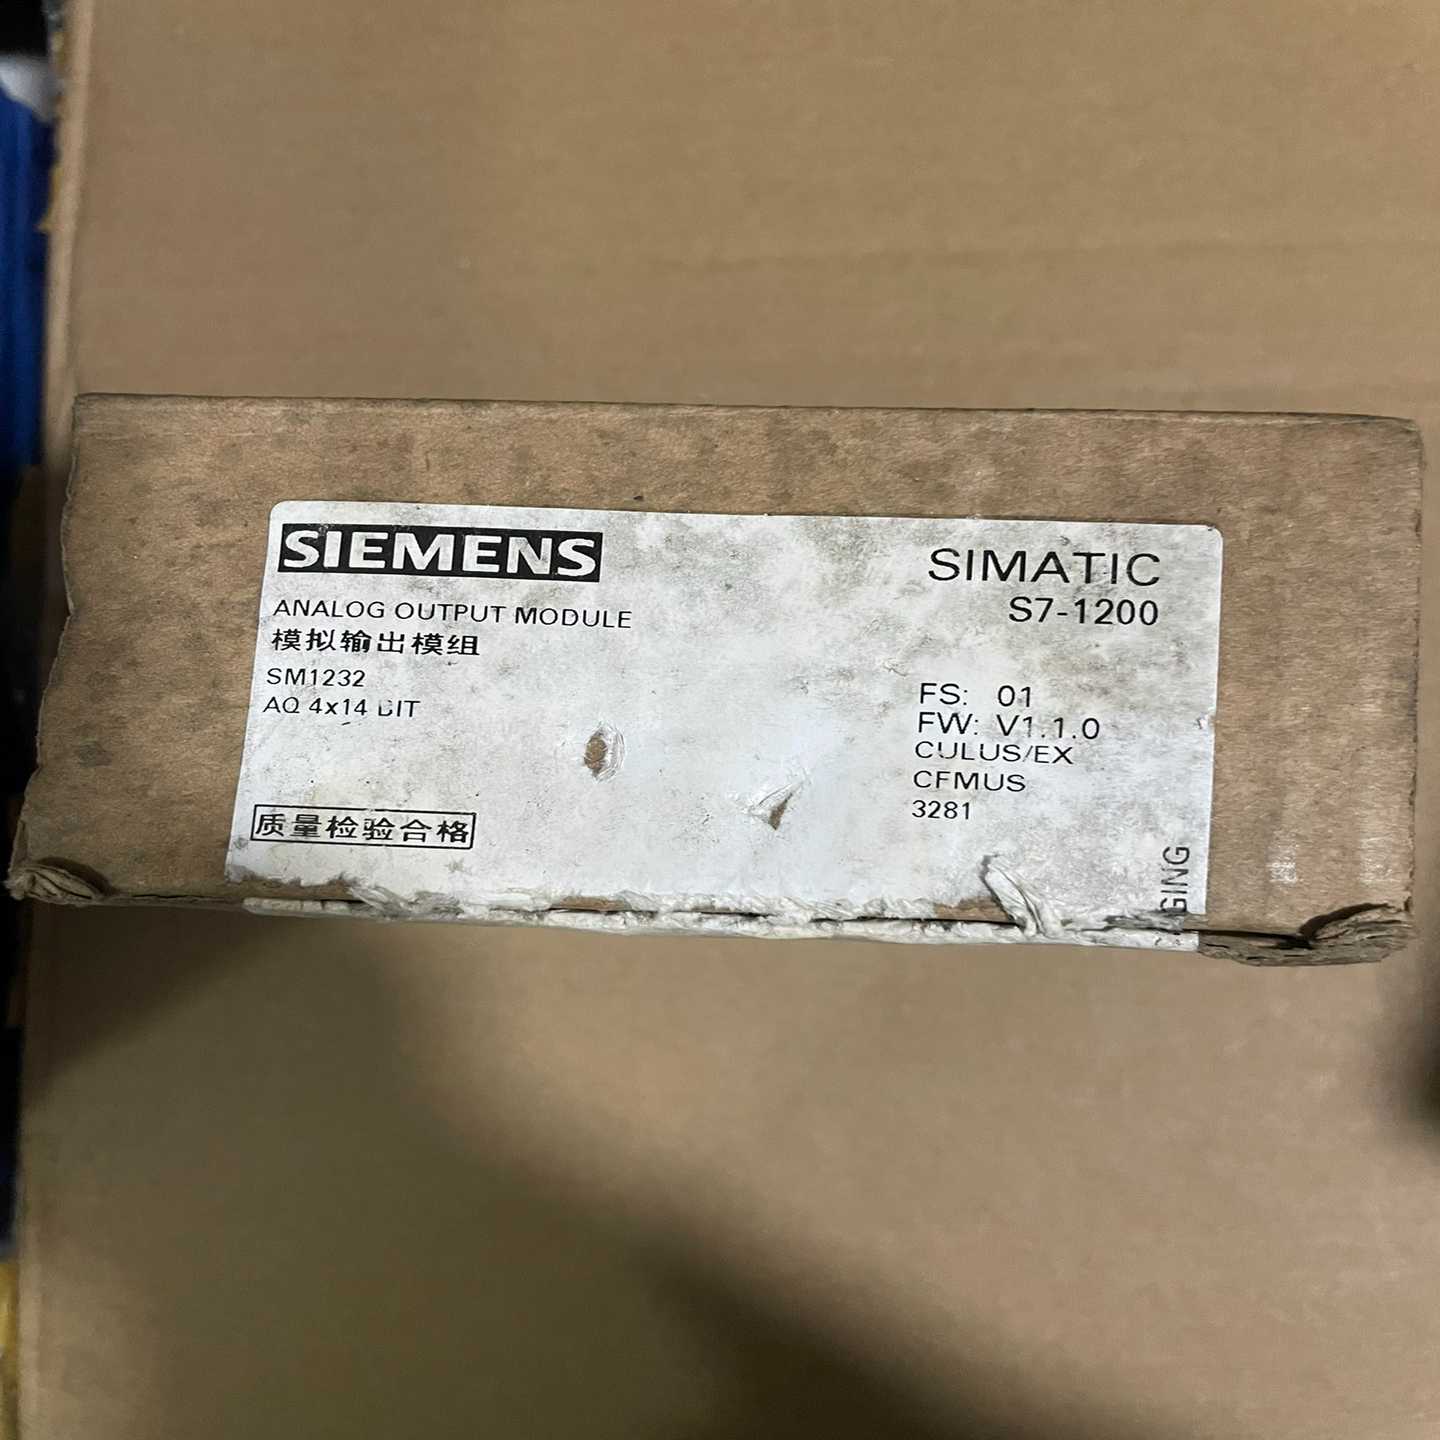 SIEMENS
SIMATIC
S7-1200
ANALOG OUTPUT MODULE
模拟输出模组
SM1232
AQ 4x14 BIT
FS: 01
FW: V1.1.0
CULUS/EX
CFMUS
3281
质量检验合格